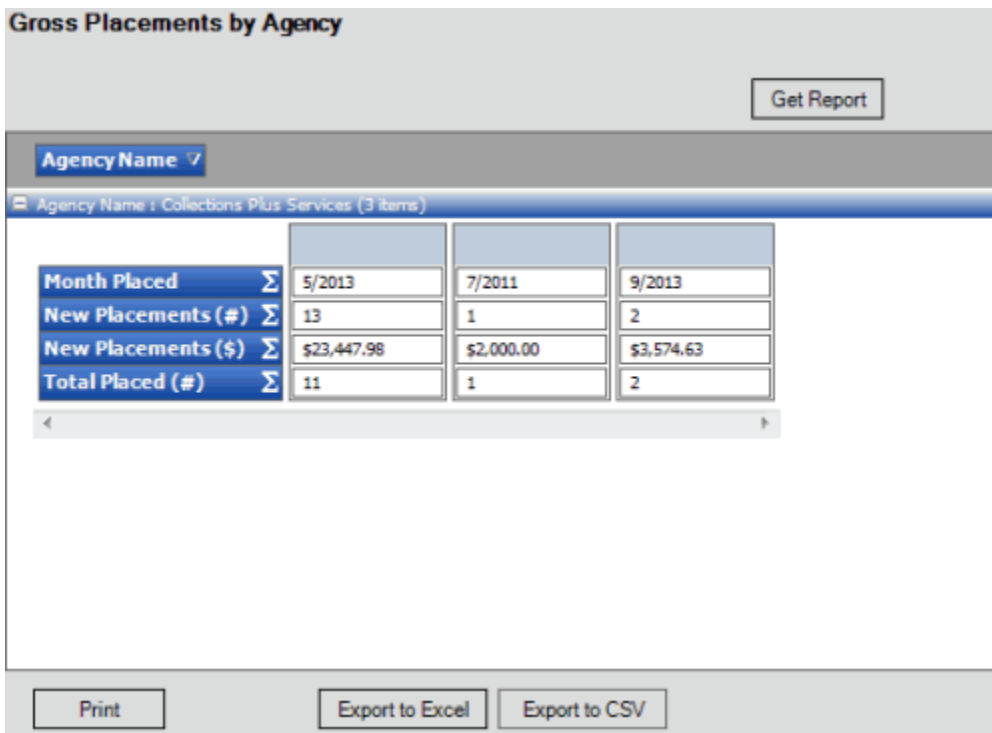 Gross Placements by Agency
Get Report
Agency Name
Agency Name : Collections Plus Services (3 items)
Month Placed Σ 5/2013 7/2011 9/2013
New Placements (#) Σ 13 1 2
New Placements ($) Σ $23,447.98 $2,000.00 $3,574.63
Total Placed (#) Σ 11 1 2
Print Export to Excel Export to CSV